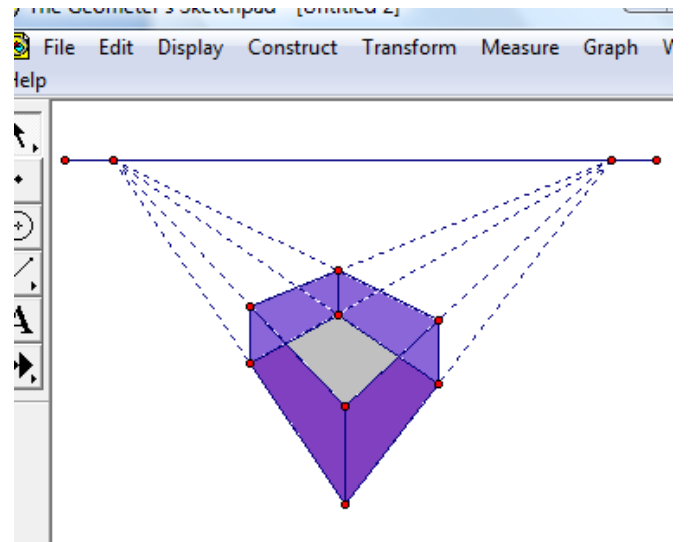 The Geometer's Sketchpad - [Untitled 2]
File Edit Display Construct Transform Measure Graph W
Help
A